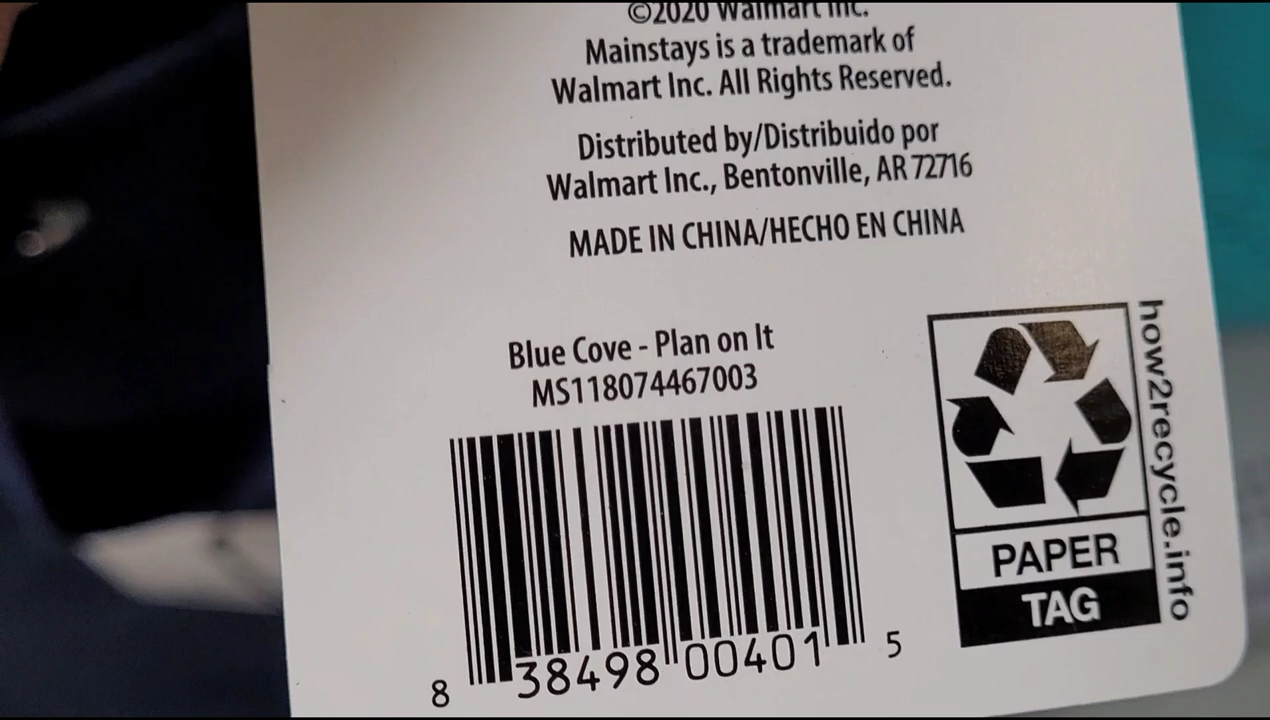 ©2020 Walmart Inc.
Mainstays is a trademark of
Walmart Inc. All Rights Reserved.
Distributed by/Distribuido por
Walmart Inc., Bentonville, AR 72716
MADE IN CHINA/HECHO EN CHINA
Blue Cove - Plan on It
MS118074467003
8 38498 00401 5
PAPER
TAG
how2recycle.info